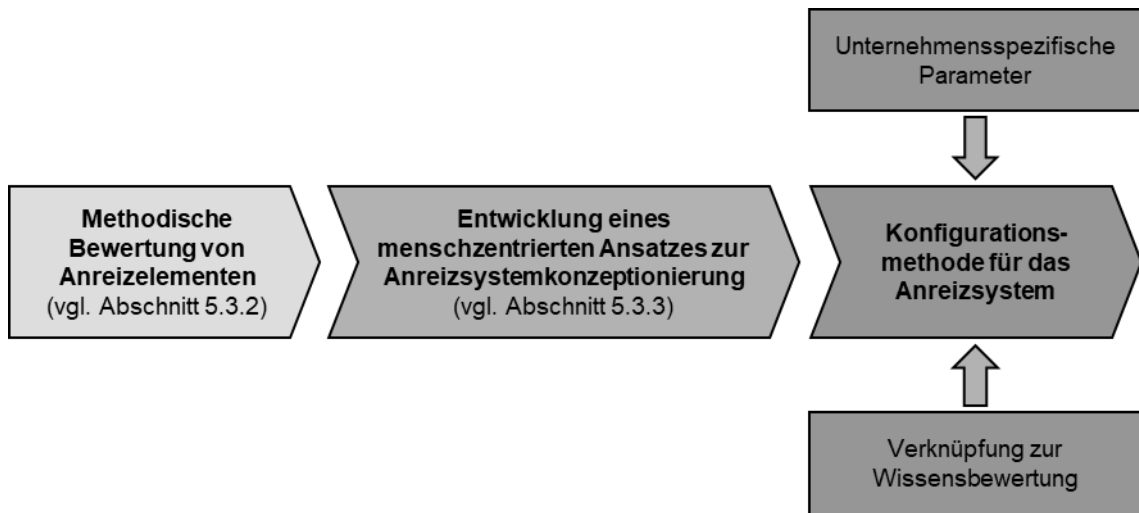 Unternehmensspezifische
Parameter
Methodische
Bewertung von
Anreizelementen
(vgl. Abschnitt 5.3.2)
Entwicklung eines
menschzentrierten Ansatzes zur
Anreizsystemkonzeptionierung
(vgl. Abschnitt 5.3.3)
Konfigurations-
methode für das
Anreizsystem
Verknüpfung zur
Wissensbewertung